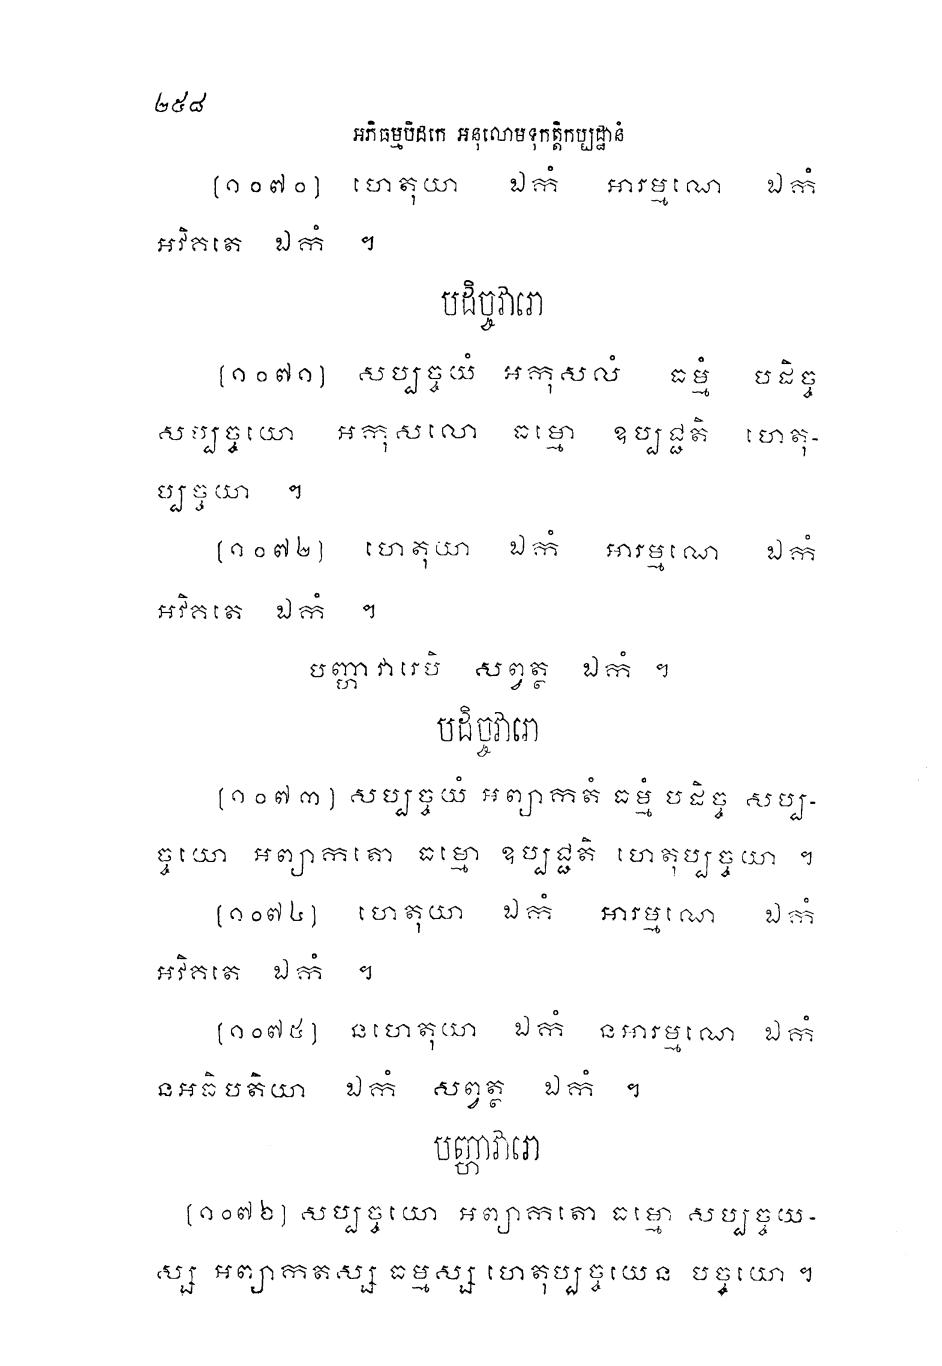 ២៥៨
អភិធម្មបិដកេ អនុលោមទុកត្តិកប្បដ្ឋានំ
(១០៧០) ហេតុយា ឯកំ អារម្មណេ ឯកំ
អវិកតេ ឯកំ ។
បដិច្ចវារោ
(១០៧១) សប្បច្ចយំ អកុសលំ ធម្មំ បដិច្ច
សប្បច្ចយោ អកុសលោ ធម្មោ ឧប្បជ្ជតិ ហេតុ-
ប្បច្ចយា ។
(១០៧២) ហេតុយា ឯកំ អារម្មណេ ឯកំ
អវិកតេ ឯកំ ។
បញ្ហាវារេបិ សព្វត្ថ ឯកំ ។
បដិច្ចវារោ
(១០៧៣) សប្បច្ចយំ អព្យាកតំ ធម្មំ បដិច្ច សប្ប-
ច្ចយោ អព្យាកតោ ធម្មោ ឧប្បជ្ជតិ ហេតុប្បច្ចយា ។
(១០៧៤) ហេតុយា ឯកំ អារម្មណោ ឯកំ
អវិកតេ ឯកំ ។
(១០៧៥) នហេតុយា ឯកំ នអារម្មណេ ឯកំ
នអធិបតិយា ឯកំ សព្វត្ថ ឯកំ ។
បញ្ហាវារោ
(១០៧៦) សប្បច្ចយោ អព្យាកតោ ធម្មោ សប្បច្ចយ-
ស្ស អព្យាកតស្ស ធម្មស្ស ហេតុប្បច្ចយេន បច្ចយោ ។